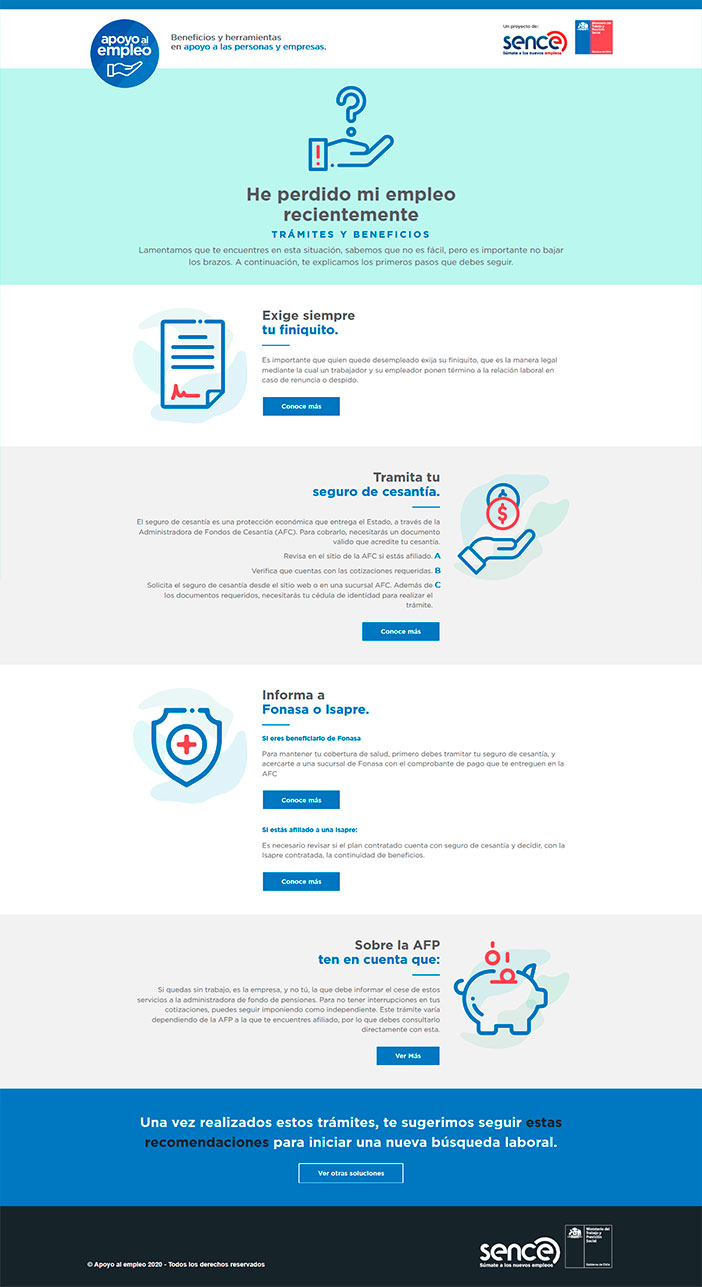 apoyo al
empleo
Beneficios y herramientas
en apoyo a las personas y empresas.
Un proyecto de:
sence
Súmate a los nuevos empleos
Ministerio del
Trabajo y
Previsión
Social
Gobierno de Chile
He perdido mi empleo
recientemente
TRÁMITES Y BENEFICIOS
Lamentamos que te encuentres en esta situación, sabemos que no es fácil, pero es importante no bajar
los brazos. A continuación, te explicamos los primeros pasos que debes seguir.
Exige siempre
tu finiquito.
Es importante que quien quede desempleado exija su finiquito, que es la manera legal
mediante la cual un trabajador y su empleador ponen término a la relación laboral en
caso de renuncia o despido.
Conoce más
Tramita tu
seguro de cesantía.
El seguro de cesantía es una protección económica que entrega el Estado, a través de la
Administradora de Fondos de Cesantía (AFC). Para cobrarlo, necesitarás un documento
válido que acredite tu cesantía.
Revisa en el sitio de la AFC si estás afiliado. A
Verifica que cuentas con las cotizaciones requeridas. B
Solicita el seguro de cesantía desde el sitio web o en una sucursal AFC. Además de C
los documentos requeridos, necesitarás tu cédula de identidad para realizar el
trámite.
Conoce más
Informa a
Fonasa o Isapre.
Si eres beneficiario de Fonasa
Para mantener tu cobertura de salud, primero debes tramitar tu seguro de cesantía, y
acercarte a una sucursal de Fonasa con el comprobante de pago que te entreguen en la
AFC
Conoce más
Si estás afiliado a una Isapre:
Es necesario revisar si el plan contratado cuenta con seguro de cesantía y decidir, con la
Isapre contratada, la continuidad de beneficios.
Conoce más
Sobre la AFP
ten en cuenta que:
Si quedas sin trabajo, es la empresa, y no tú, la que debe informar el cese de estos
servicios a la administradora de fondo de pensiones. Para no tener interrupciones en tus
cotizaciones, puedes seguir imponiendo como independiente. Este trámite varía
dependiendo de la AFP a la que te encuentres afiliado, por lo que debes consultarlo
directamente con esta.
Ver Más
Una vez realizados estos trámites, te sugerimos seguir estas
recomendaciones para iniciar una nueva búsqueda laboral.
Ver otras soluciones
© Apoyo al empleo 2020 - Todos los derechos reservados
sence
Súmate a los nuevos empleos
Ministerio del
Trabajo y
Previsión
Social
Gobierno de Chile